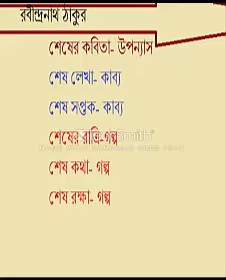 রবীন্দ্রনাথ ঠাকুর
শেষের কবিতা- উপন্যাস
শেষ লেখা- কাব্য
শেষ সপ্তক- কাব্য
শেষের রাত্রি-গল্প
শেষ কথা- গল্প
শেষ রক্ষা- গল্প